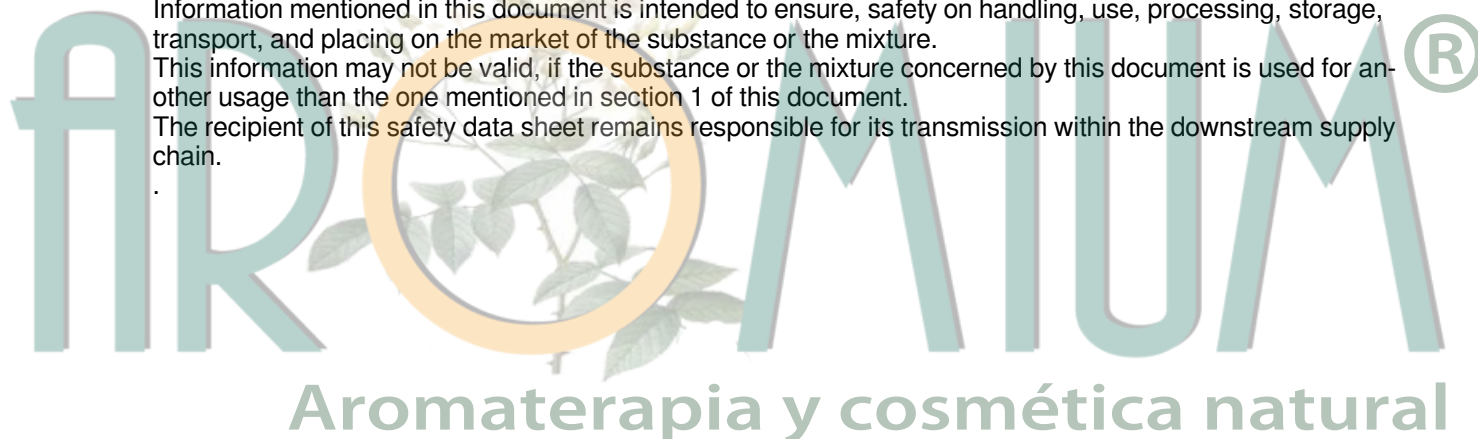 Information mentioned in this document is intended to ensure, safety on handling, use, processing, storage,
transport, and placing on the market of the substance or the mixture.
This information may not be valid, if the substance or the mixture concerned by this document is used for an-
other usage than the one mentioned in section 1 of this document.
The recipient of this safety data sheet remains responsible for its transmission within the downstream supply
chain.
.
AROMIUM®
Aromaterapia y cosmética natural